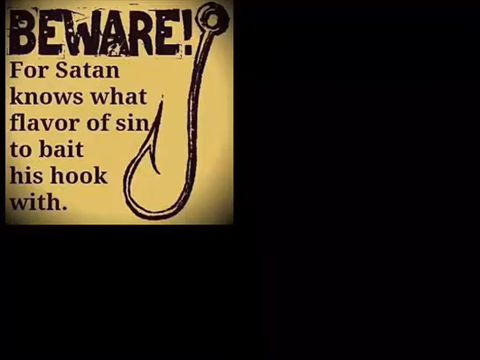 BEWARE!
For Satan
knows what
flavor of sin
to bait
his hook
with.